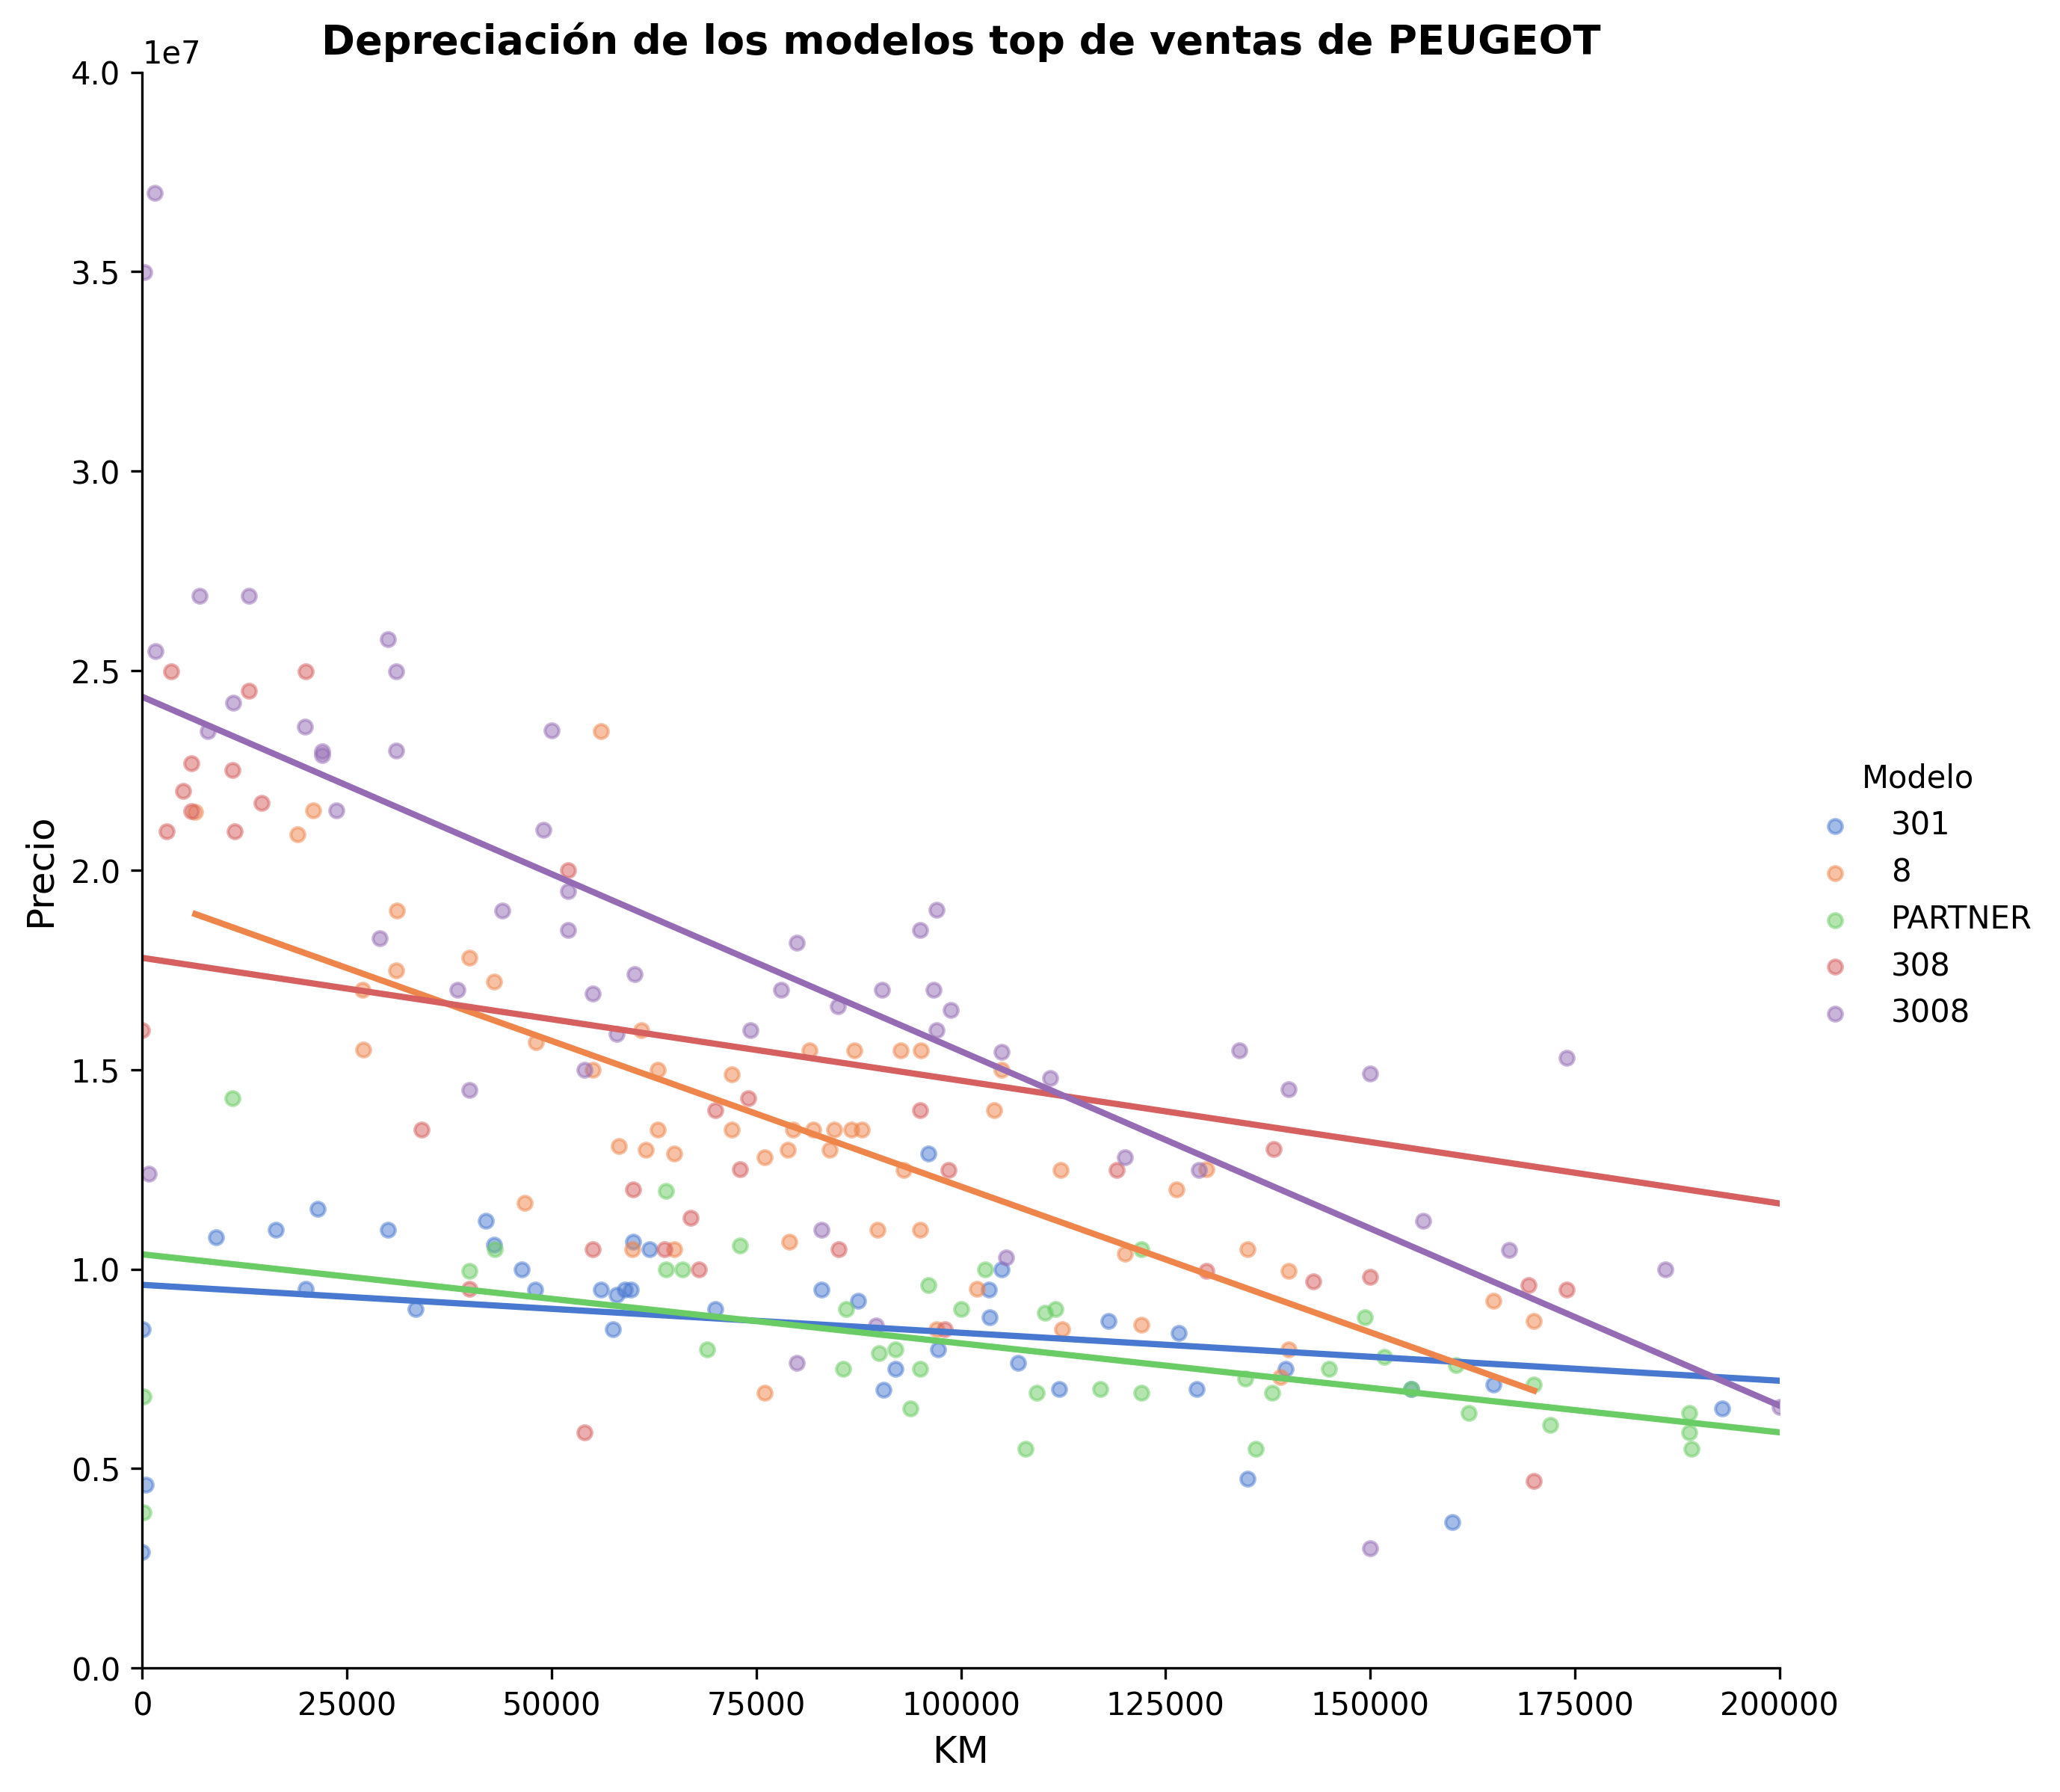 Depreciación de los modelos top de ventas de PEUGEOT
1e7
4.0
3.5
3.0
2.5
2.0
1.5
1.0
0.5
0.0
Precio
0 25000 50000 75000 100000 125000 150000 175000 200000
KM
Modelo
301
8
PARTNER
308
3008